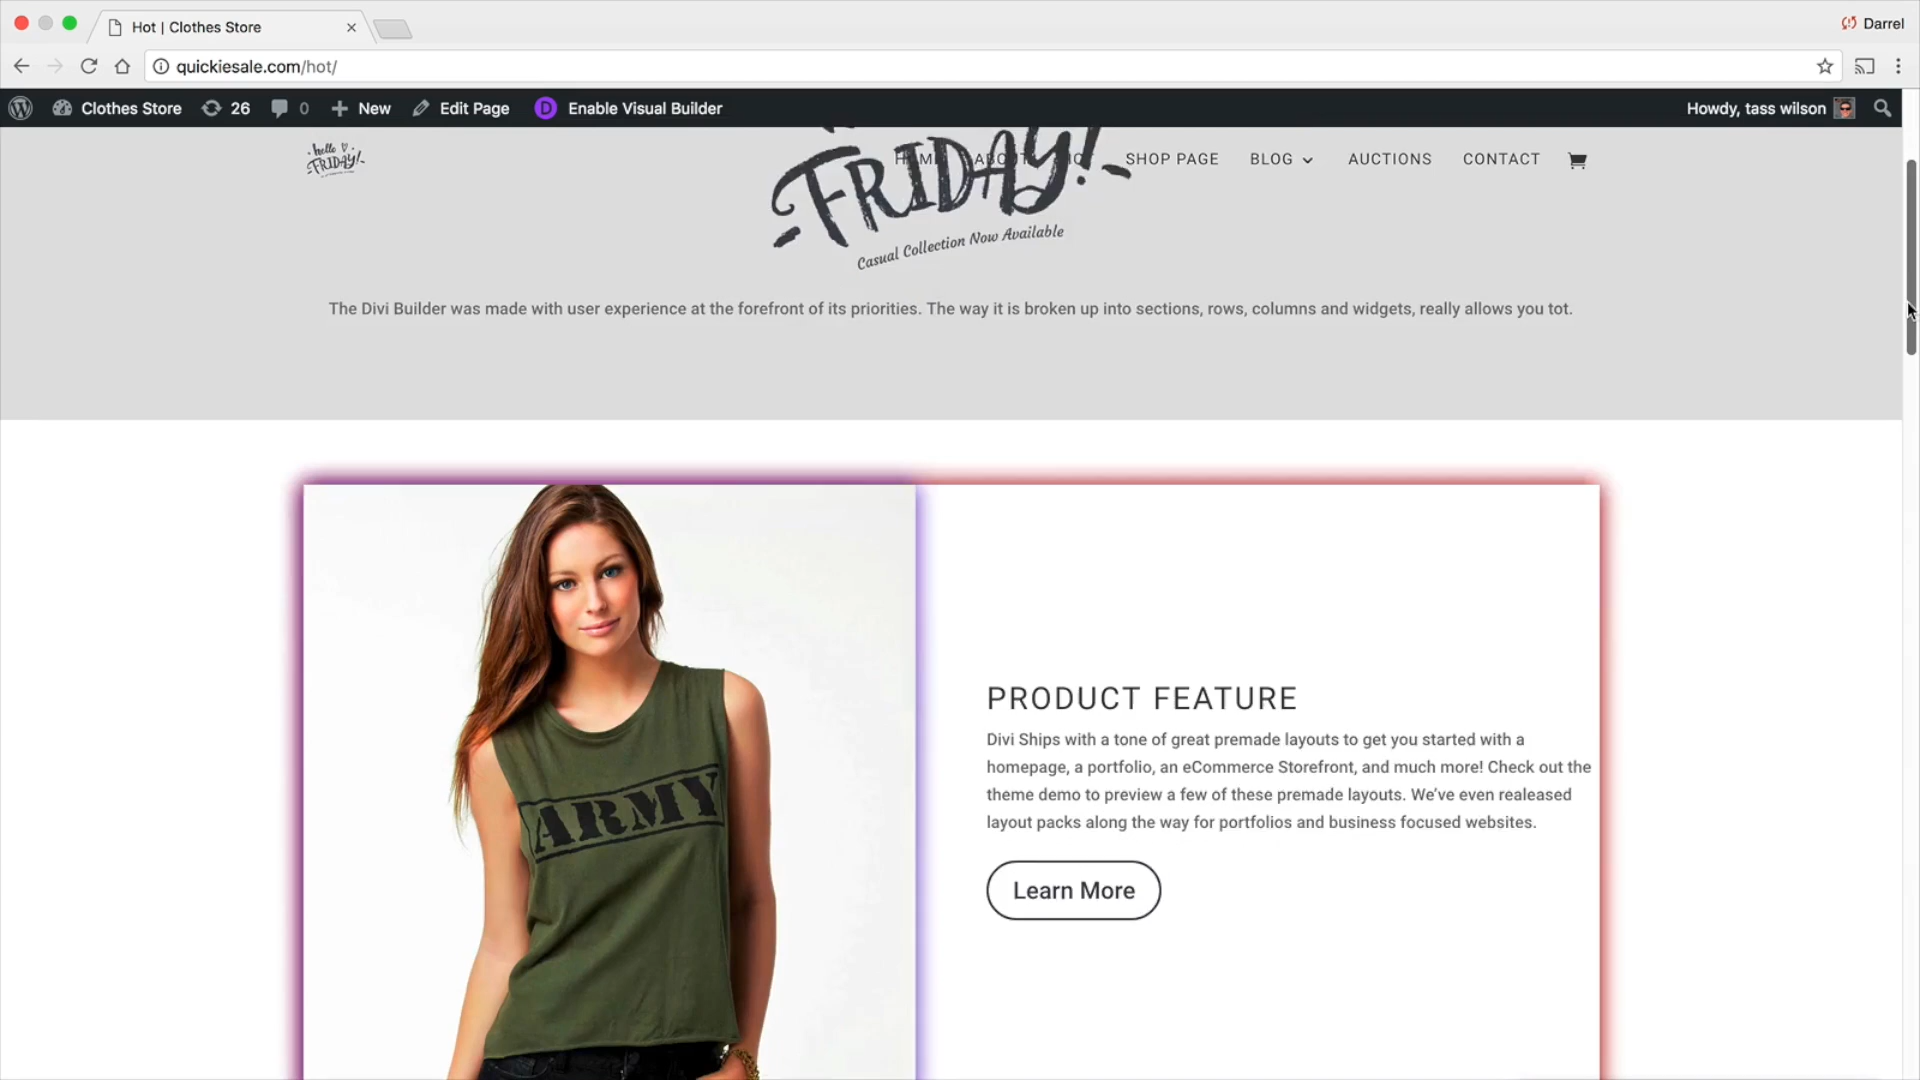 Hot | Clothes Store
Darrel
quickiesale.com/hot/
Clothes Store 26 0 New Edit Page Enable Visual Builder
Howdy, tass wilson
hello
FRIDAY!
HOME ABOUT HOT SHOP PAGE BLOG AUCTIONS CONTACT
FRIDAY!
Casual Collection Now Available
The Divi Builder was made with user experience at the forefront of its priorities. The way it is broken up into sections, rows, columns and widgets, really allows you tot.
ARMY
PRODUCT FEATURE
Divi Ships with a tone of great premade layouts to get you started with a
homepage, a portfolio, an eCommerce Storefront, and much more! Check out the
theme demo to preview a few of these premade layouts. We've even realeased
layout packs along the way for portfolios and business focused websites.
Learn More